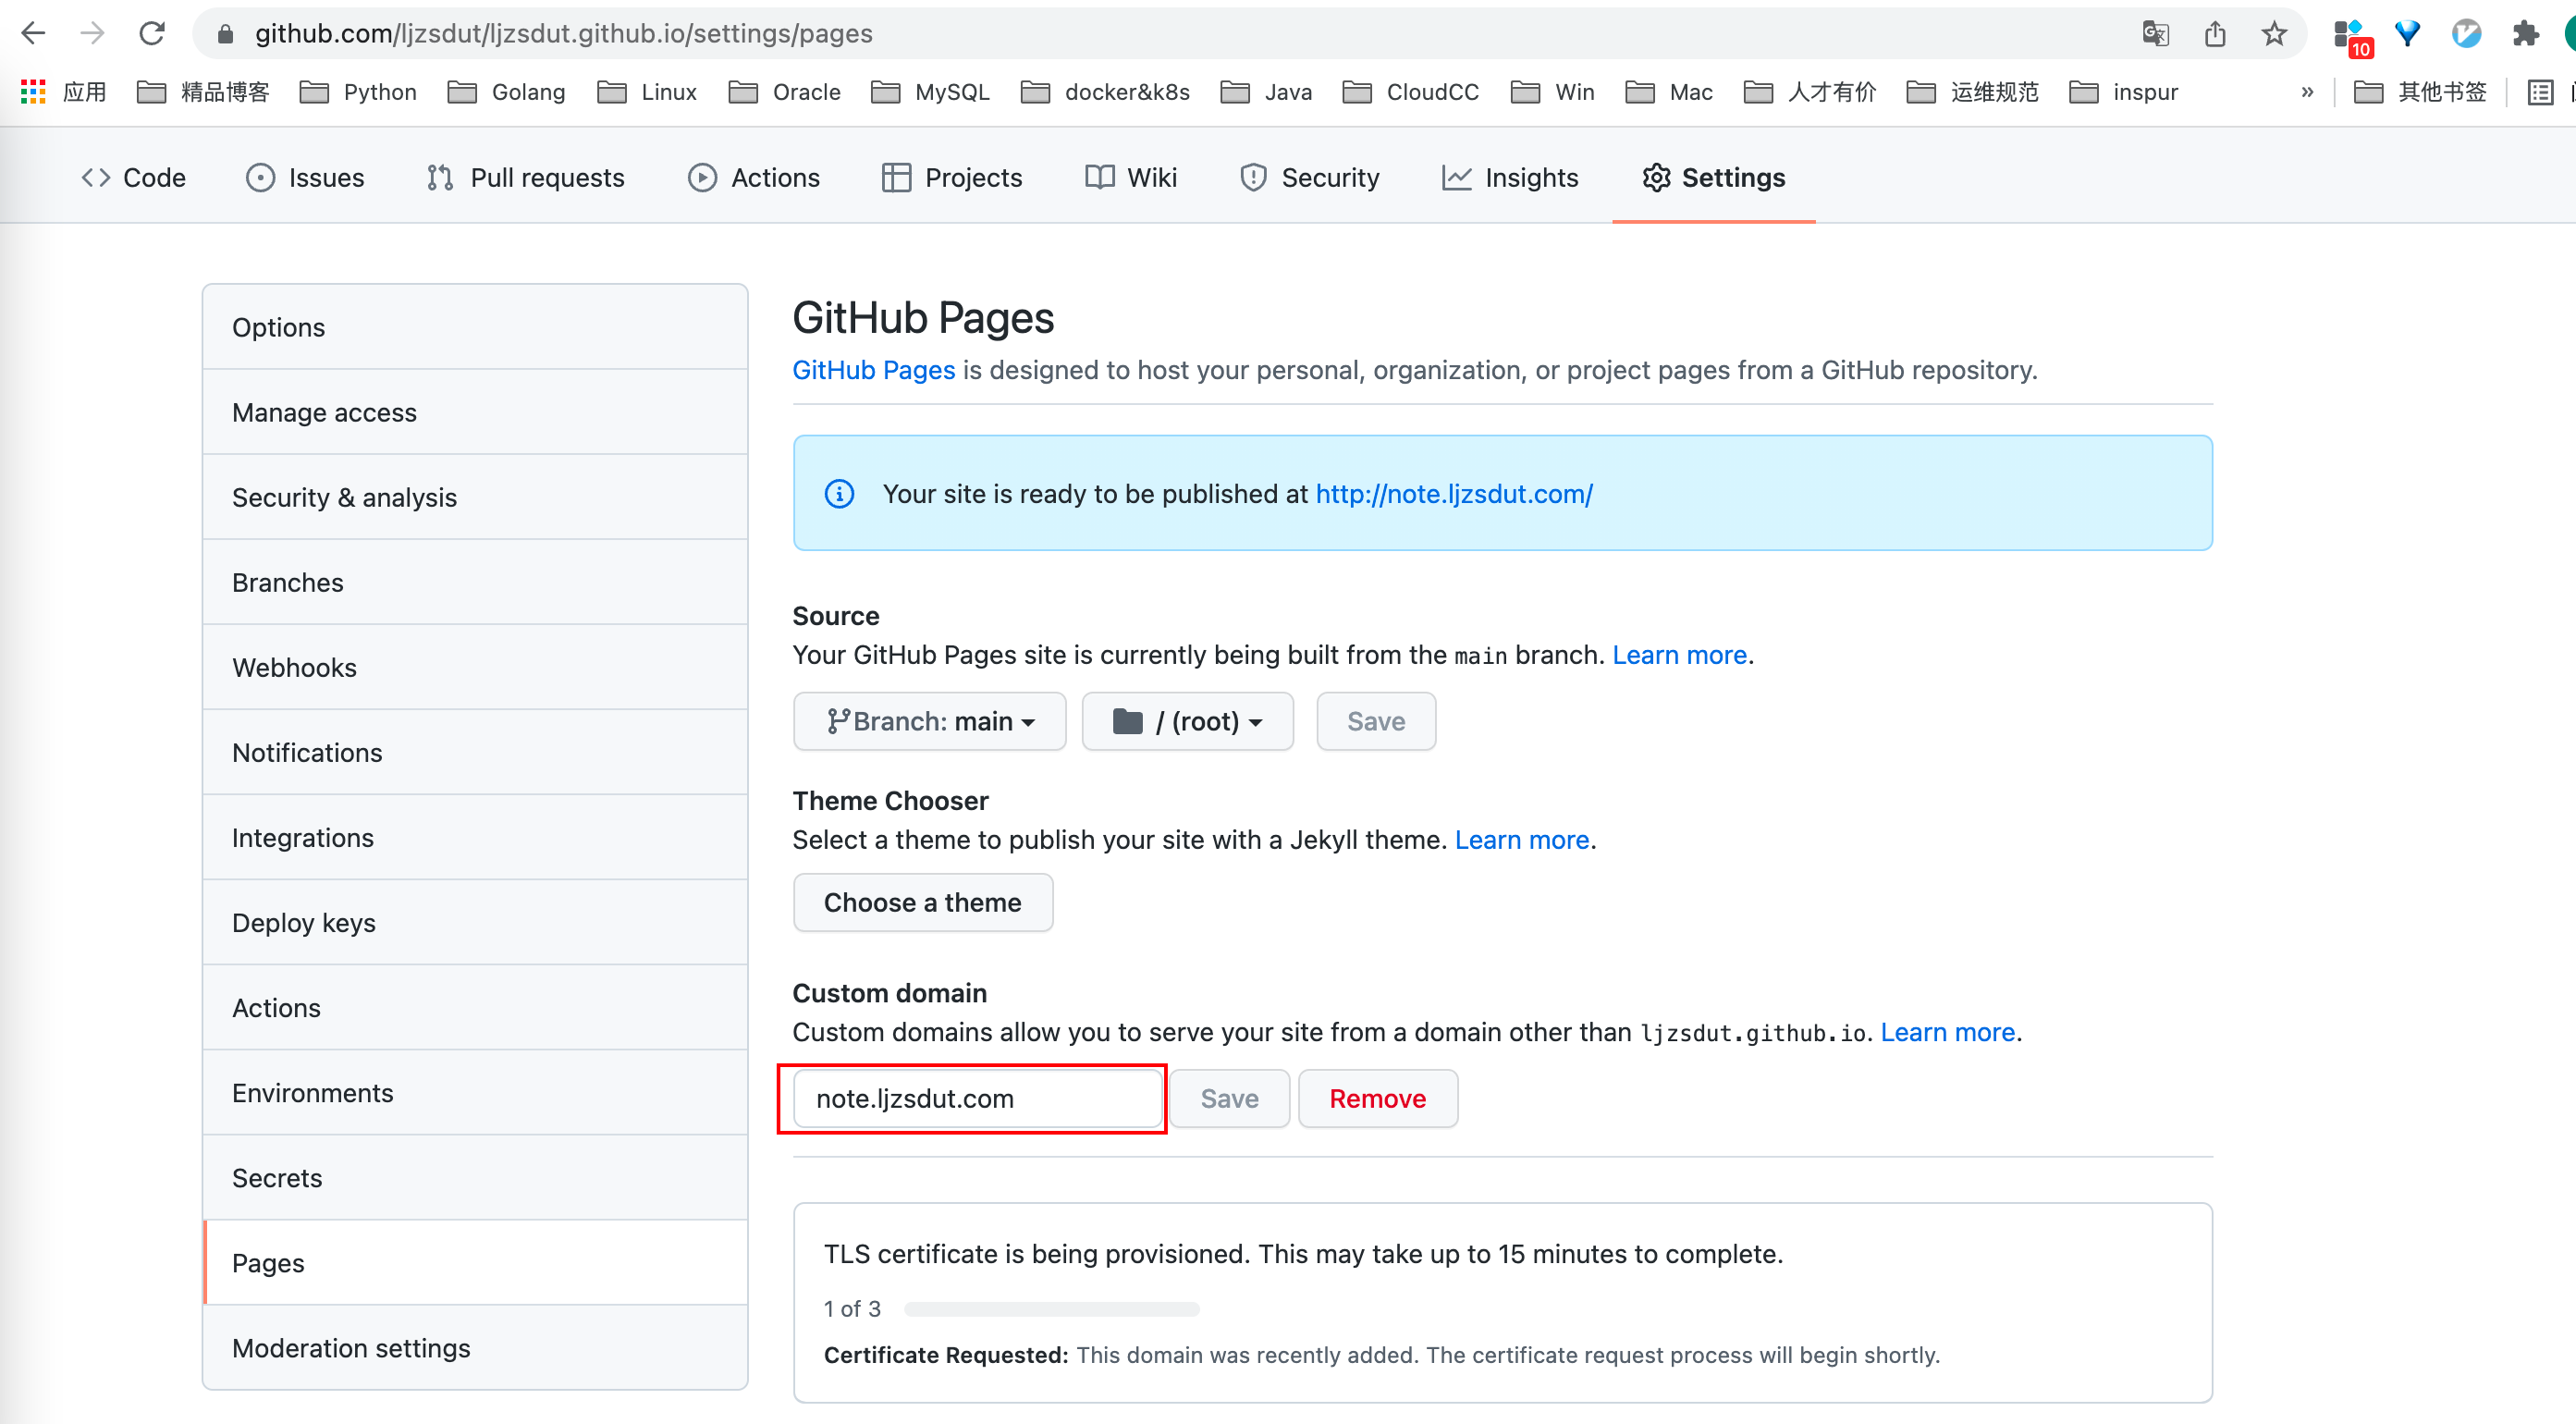 github.com/ljzsdut/ljzsdut.github.io/settings/pages
10
应用 精品博客 Python Golang Linux Oracle MySQL docker&k8s Java CloudCC Win Mac 人才有价 运维规范 inspur » 其他书签
Code Issues Pull requests Actions Projects Wiki Security Insights Settings
Options
Manage access
Security & analysis
Branches
Webhooks
Notifications
Integrations
Deploy keys
Actions
Environments
Secrets
Pages
Moderation settings
GitHub Pages
GitHub Pages is designed to host your personal, organization, or project pages from a GitHub repository.
Your site is ready to be published at http://note.ljzsdut.com/
Source
Your GitHub Pages site is currently being built from the main branch. Learn more.
Branch: main / (root) Save
Theme Chooser
Select a theme to publish your site with a Jekyll theme. Learn more.
Choose a theme
Custom domain
Custom domains allow you to serve your site from a domain other than ljzsdut.github.io. Learn more.
note.ljzsdut.com Save Remove
TLS certificate is being provisioned. This may take up to 15 minutes to complete.
1 of 3
Certificate Requested: This domain was recently added. The certificate request process will begin shortly.